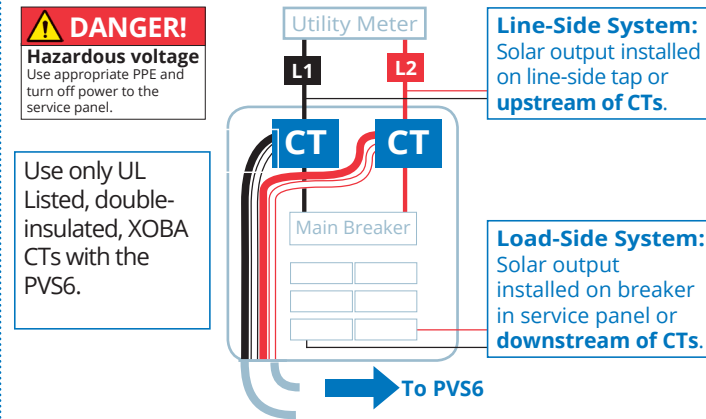 DANGER!
Hazardous voltage
Use appropriate PPE and
turn off power to the
service panel.
Use only UL
Listed, double-
insulated, XOBA
CTs with the
PVS6.
Utility Meter
L1
L2
CT
CT
Main Breaker
To PVS6
Line-Side System:
Solar output installed
on line-side tap or
upstream of CTs.
Load-Side System:
Solar output
installed on breaker
in service panel or
downstream of CTs.